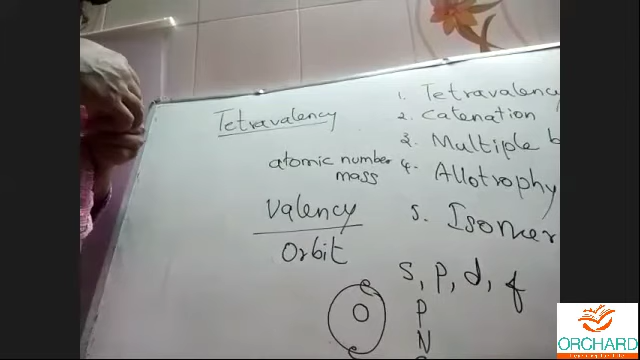 Tetravalency
atomic number
mass
Valency
Orbit
1. Tetravalency
2. Catenation
3. Multiple b
4. Allotrophy
5. Isomer
s, p, d, f
P
N
ORCHARD